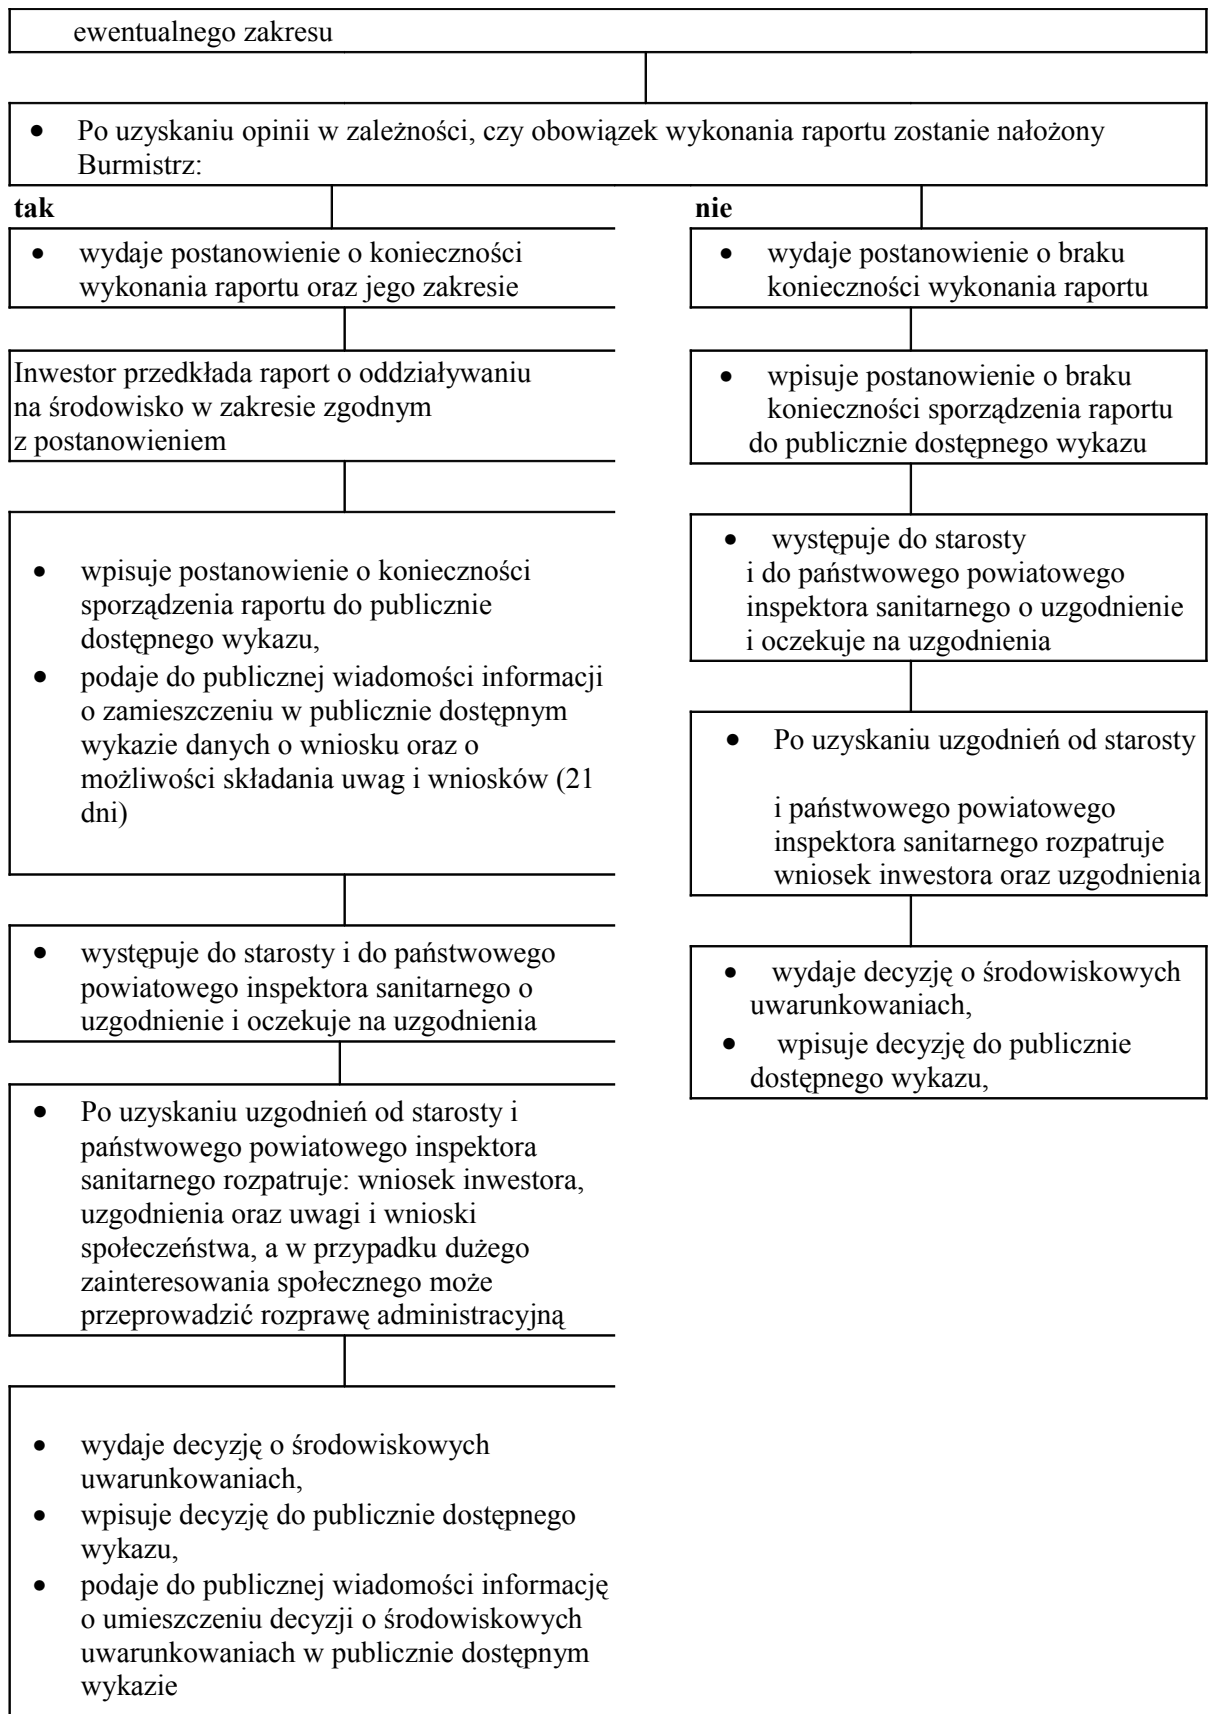 ewentualnego zakresu
• Po uzyskaniu opinii w zależności, czy obowiązek wykonania raportu zostanie nałożony
Burmistrz:
tak
• wydaje postanowienie o konieczności
wykonania raportu oraz jego zakresie
Inwestor przedkłada raport o oddziaływaniu
na środowisko w zakresie zgodnym
z postanowieniem
• wpisuje postanowienie o konieczności
sporządzenia raportu do publicznie
dostępnego wykazu,
• podaje do publicznej wiadomości informacji
o zamieszczeniu w publicznie dostępnym
wykazie danych o wniosku oraz o
możliwości składania uwag i wniosków (21
dni)
• występuje do starosty i do państwowego
powiatowego inspektora sanitarnego o
uzgodnienie i oczekuje na uzgodnienia
• Po uzyskaniu uzgodnień od starosty i
państwowego powiatowego inspektora
sanitarnego rozpatruje: wniosek inwestora,
uzgodnienia oraz uwagi i wnioski
społeczeństwa, a w przypadku dużego
zainteresowania społecznego może
przeprowadzić rozprawę administracyjną
• wydaje decyzję o środowiskowych
uwarunkowaniach,
• wpisuje decyzję do publicznie dostępnego
wykazu,
• podaje do publicznej wiadomości informację
o umieszczeniu decyzji o środowiskowych
uwarunkowaniach w publicznie dostępnym
wykazie
nie
• wydaje postanowienie o braku
konieczności wykonania raportu
• wpisuje postanowienie o braku
konieczności sporządzenia raportu
do publicznie dostępnego wykazu
• występuje do starosty
i do państwowego powiatowego
inspektora sanitarnego o uzgodnienie
i oczekuje na uzgodnienia
• Po uzyskaniu uzgodnień od starosty
i państwowego powiatowego
inspektora sanitarnego rozpatruje
wniosek inwestora oraz uzgodnienia
• wydaje decyzję o środowiskowych
uwarunkowaniach,
• wpisuje decyzję do publicznie
dostępnego wykazu,